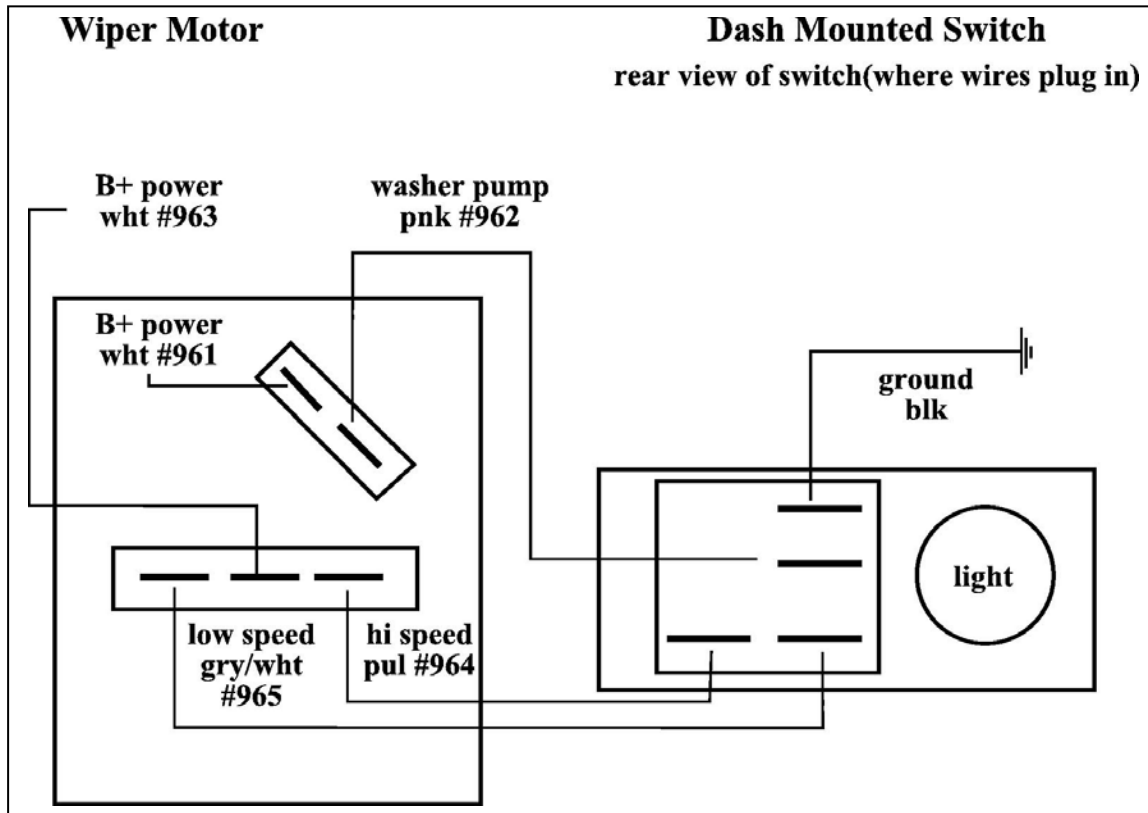 Wiper Motor
Dash Mounted Switch
rear view of switch(where wires plug in)
B+ power
wht #963
washer pump
pnk #962
B+ power
wht #961
ground
blk
light
low speed
gry/wht
#965
hi speed
pul #964